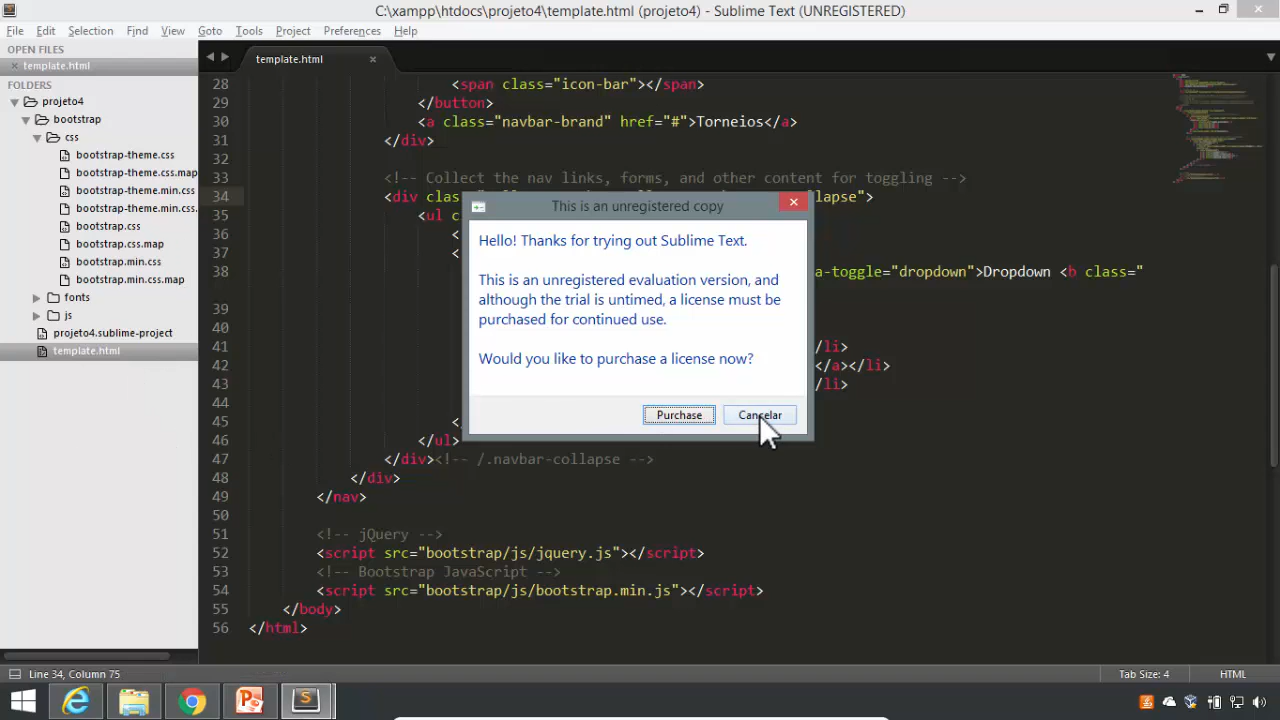 C:\xampp\htdocs\projeto4\template.html (projeto4) - Sublime Text (UNREGISTERED)
File Edit Selection Find View Goto Tools Project Preferences Help
OPEN FILES
template.html
FOLDERS
projeto4
bootstrap
css
bootstrap-theme.css
bootstrap-theme.css.map
bootstrap-theme.min.css
bootstrap-theme.min.css.
bootstrap.css
bootstrap.css.map
bootstrap.min.css
bootstrap.min.css.map
fonts
js
projeto4.sublime-project
template.html
template.html
28 <span class="icon-bar"></span>
29 </button>
30 <a class="navbar-brand" href="#">Torneios</a>
31 </div>
32
33 <!-- Collect the nav links, forms, and other content for toggling -->
34 <div clas lapse">
35 <ul c
36 <
37 <
38 a-toggle="dropdown">Dropdown <b class="
39
40
41 /li>
42 </a></li>
43 /li>
44
45 <
46 </ul>
47 </div><!-- /.navbar-collapse -->
48 </div>
49 </nav>
50
51 <!-- jQuery -->
52 <script src="bootstrap/js/jquery.js"></script>
53 <!-- Bootstrap JavaScript -->
54 <script src="bootstrap/js/bootstrap.min.js"></script>
55 </body>
56 </html>
This is an unregistered copy
Hello! Thanks for trying out Sublime Text.
This is an unregistered evaluation version, and
although the trial is untimed, a license must be
purchased for continued use.
Would you like to purchase a license now?
Purchase Cancelar
Line 34, Column 75 Tab Size: 4 HTML